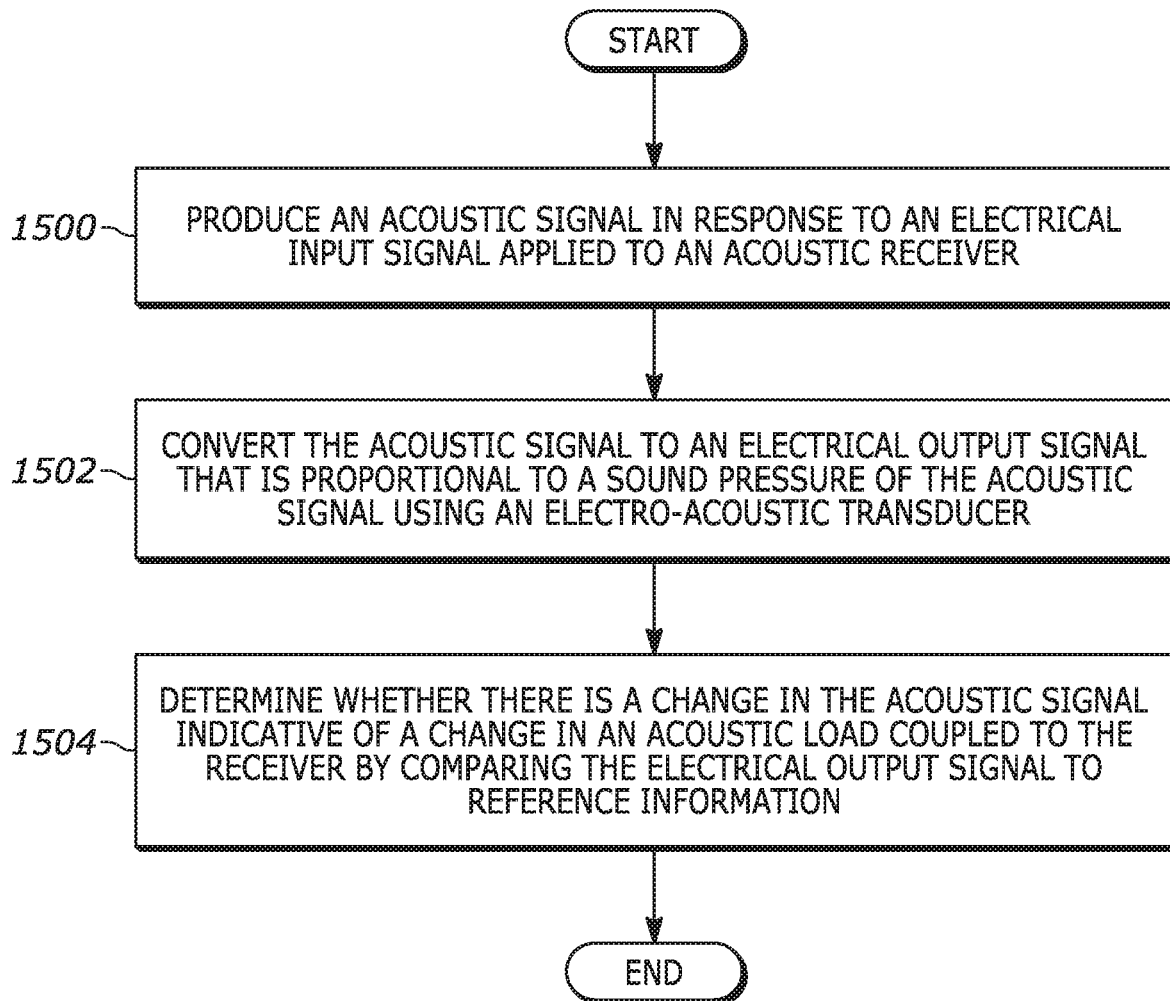 START
1500
PRODUCE AN ACOUSTIC SIGNAL IN RESPONSE TO AN ELECTRICAL
INPUT SIGNAL APPLIED TO AN ACOUSTIC RECEIVER
1502
CONVERT THE ACOUSTIC SIGNAL TO AN ELECTRICAL OUTPUT SIGNAL
THAT IS PROPORTIONAL TO A SOUND PRESSURE OF THE ACOUSTIC
SIGNAL USING AN ELECTRO-ACOUSTIC TRANSDUCER
1504
DETERMINE WHETHER THERE IS A CHANGE IN THE ACOUSTIC SIGNAL
INDICATIVE OF A CHANGE IN AN ACOUSTIC LOAD COUPLED TO THE
RECEIVER BY COMPARING THE ELECTRICAL OUTPUT SIGNAL TO
REFERENCE INFORMATION
END